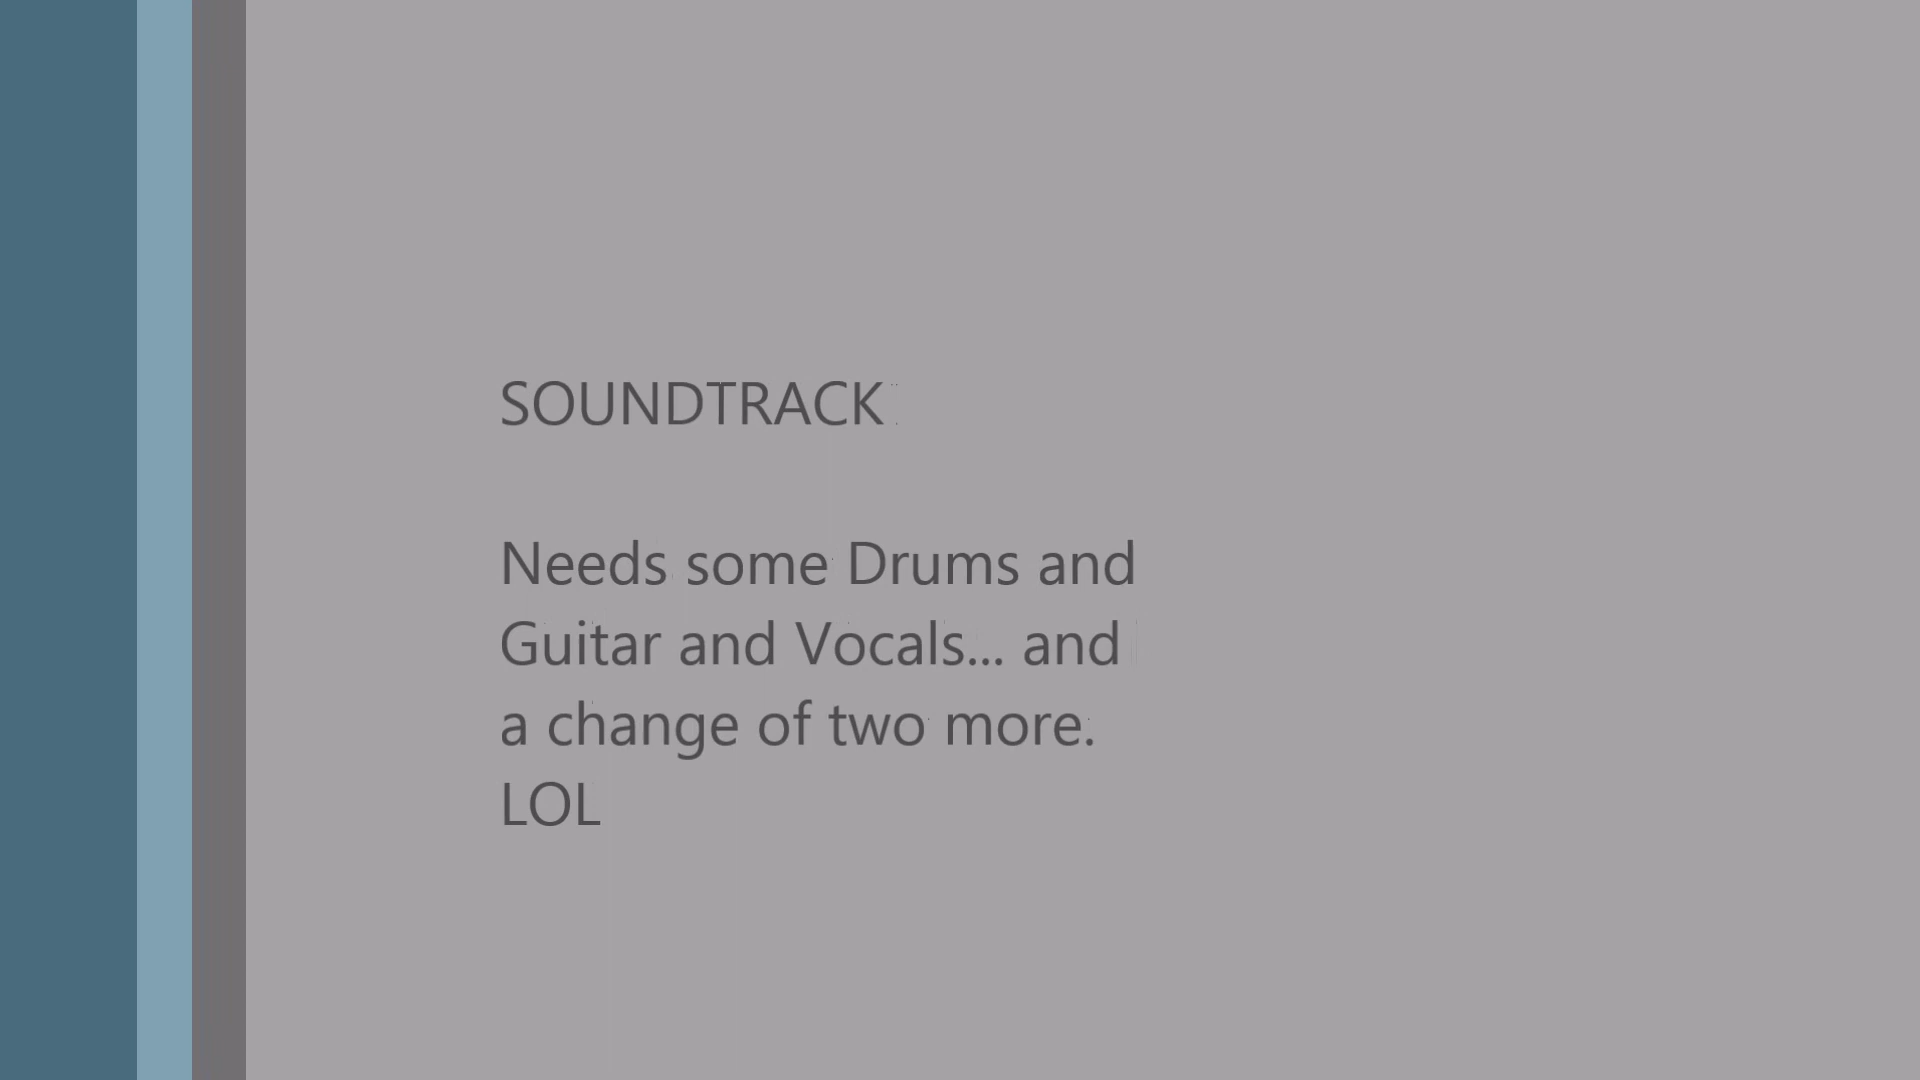 SOUNDTRACK
Needs some Drums and
Guitar and Vocals... and
a change of two more.
LOL